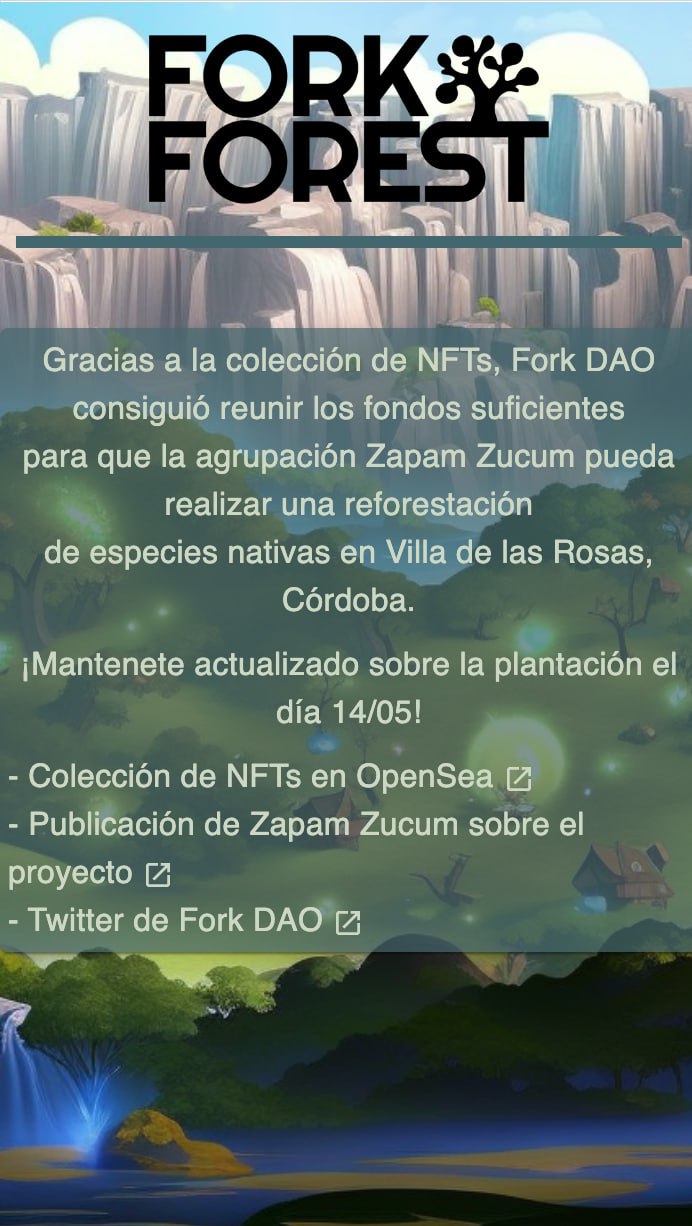 FORK
FOREST
Gracias a la colección de NFTs, Fork DAO
consiguió reunir los fondos suficientes
para que la agrupación Zapam Zucum pueda
realizar una reforestación
de especies nativas en Villa de las Rosas,
Córdoba.
¡Mantenete actualizado sobre la plantación el
día 14/05!
- Colección de NFTs en OpenSea
- Publicación de Zapam Zucum sobre el
proyecto
- Twitter de Fork DAO